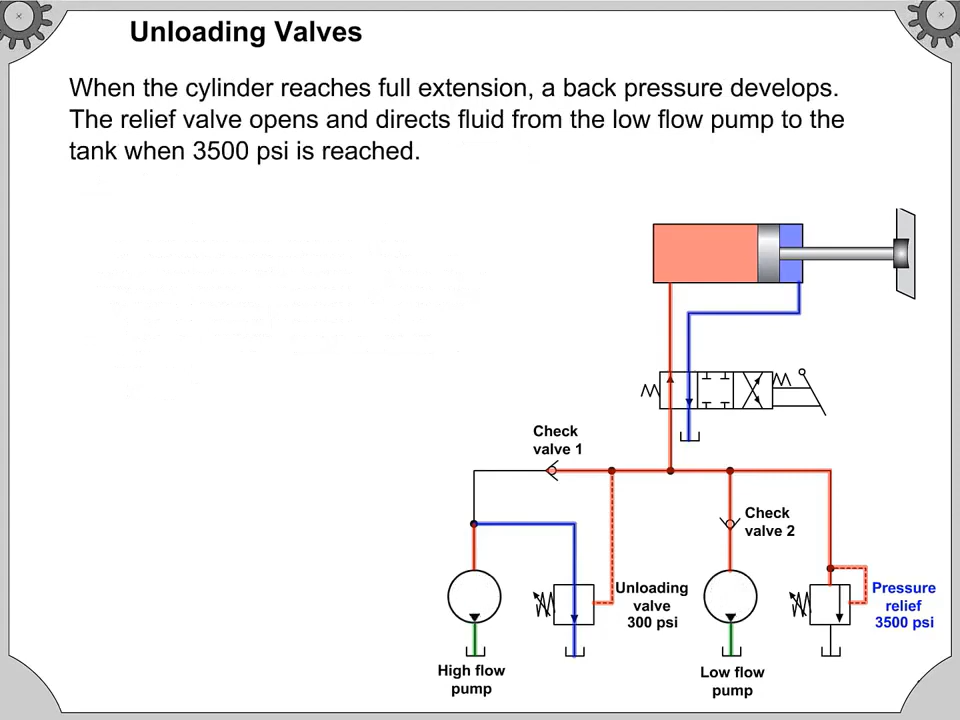 Unloading Valves
When the cylinder reaches full extension, a back pressure develops.
The relief valve opens and directs fluid from the low flow pump to the
tank when 3500 psi is reached.
Check
valve 1
Check
valve 2
Unloading
valve
300 psi
Pressure
relief
3500 psi
High flow
pump
Low flow
pump